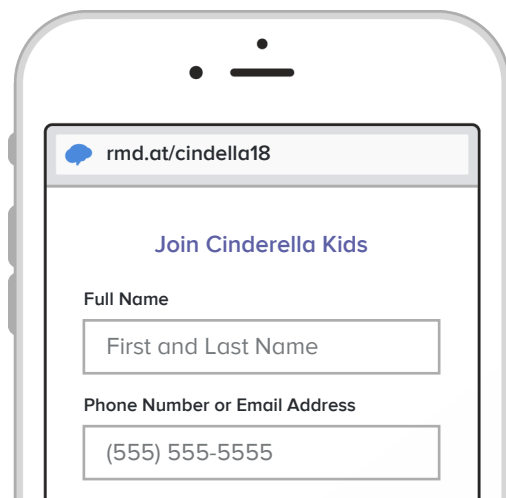 rmd.at/cindella18
Join Cinderella Kids
Full Name
First and Last Name
Phone Number or Email Address
(555) 555-5555